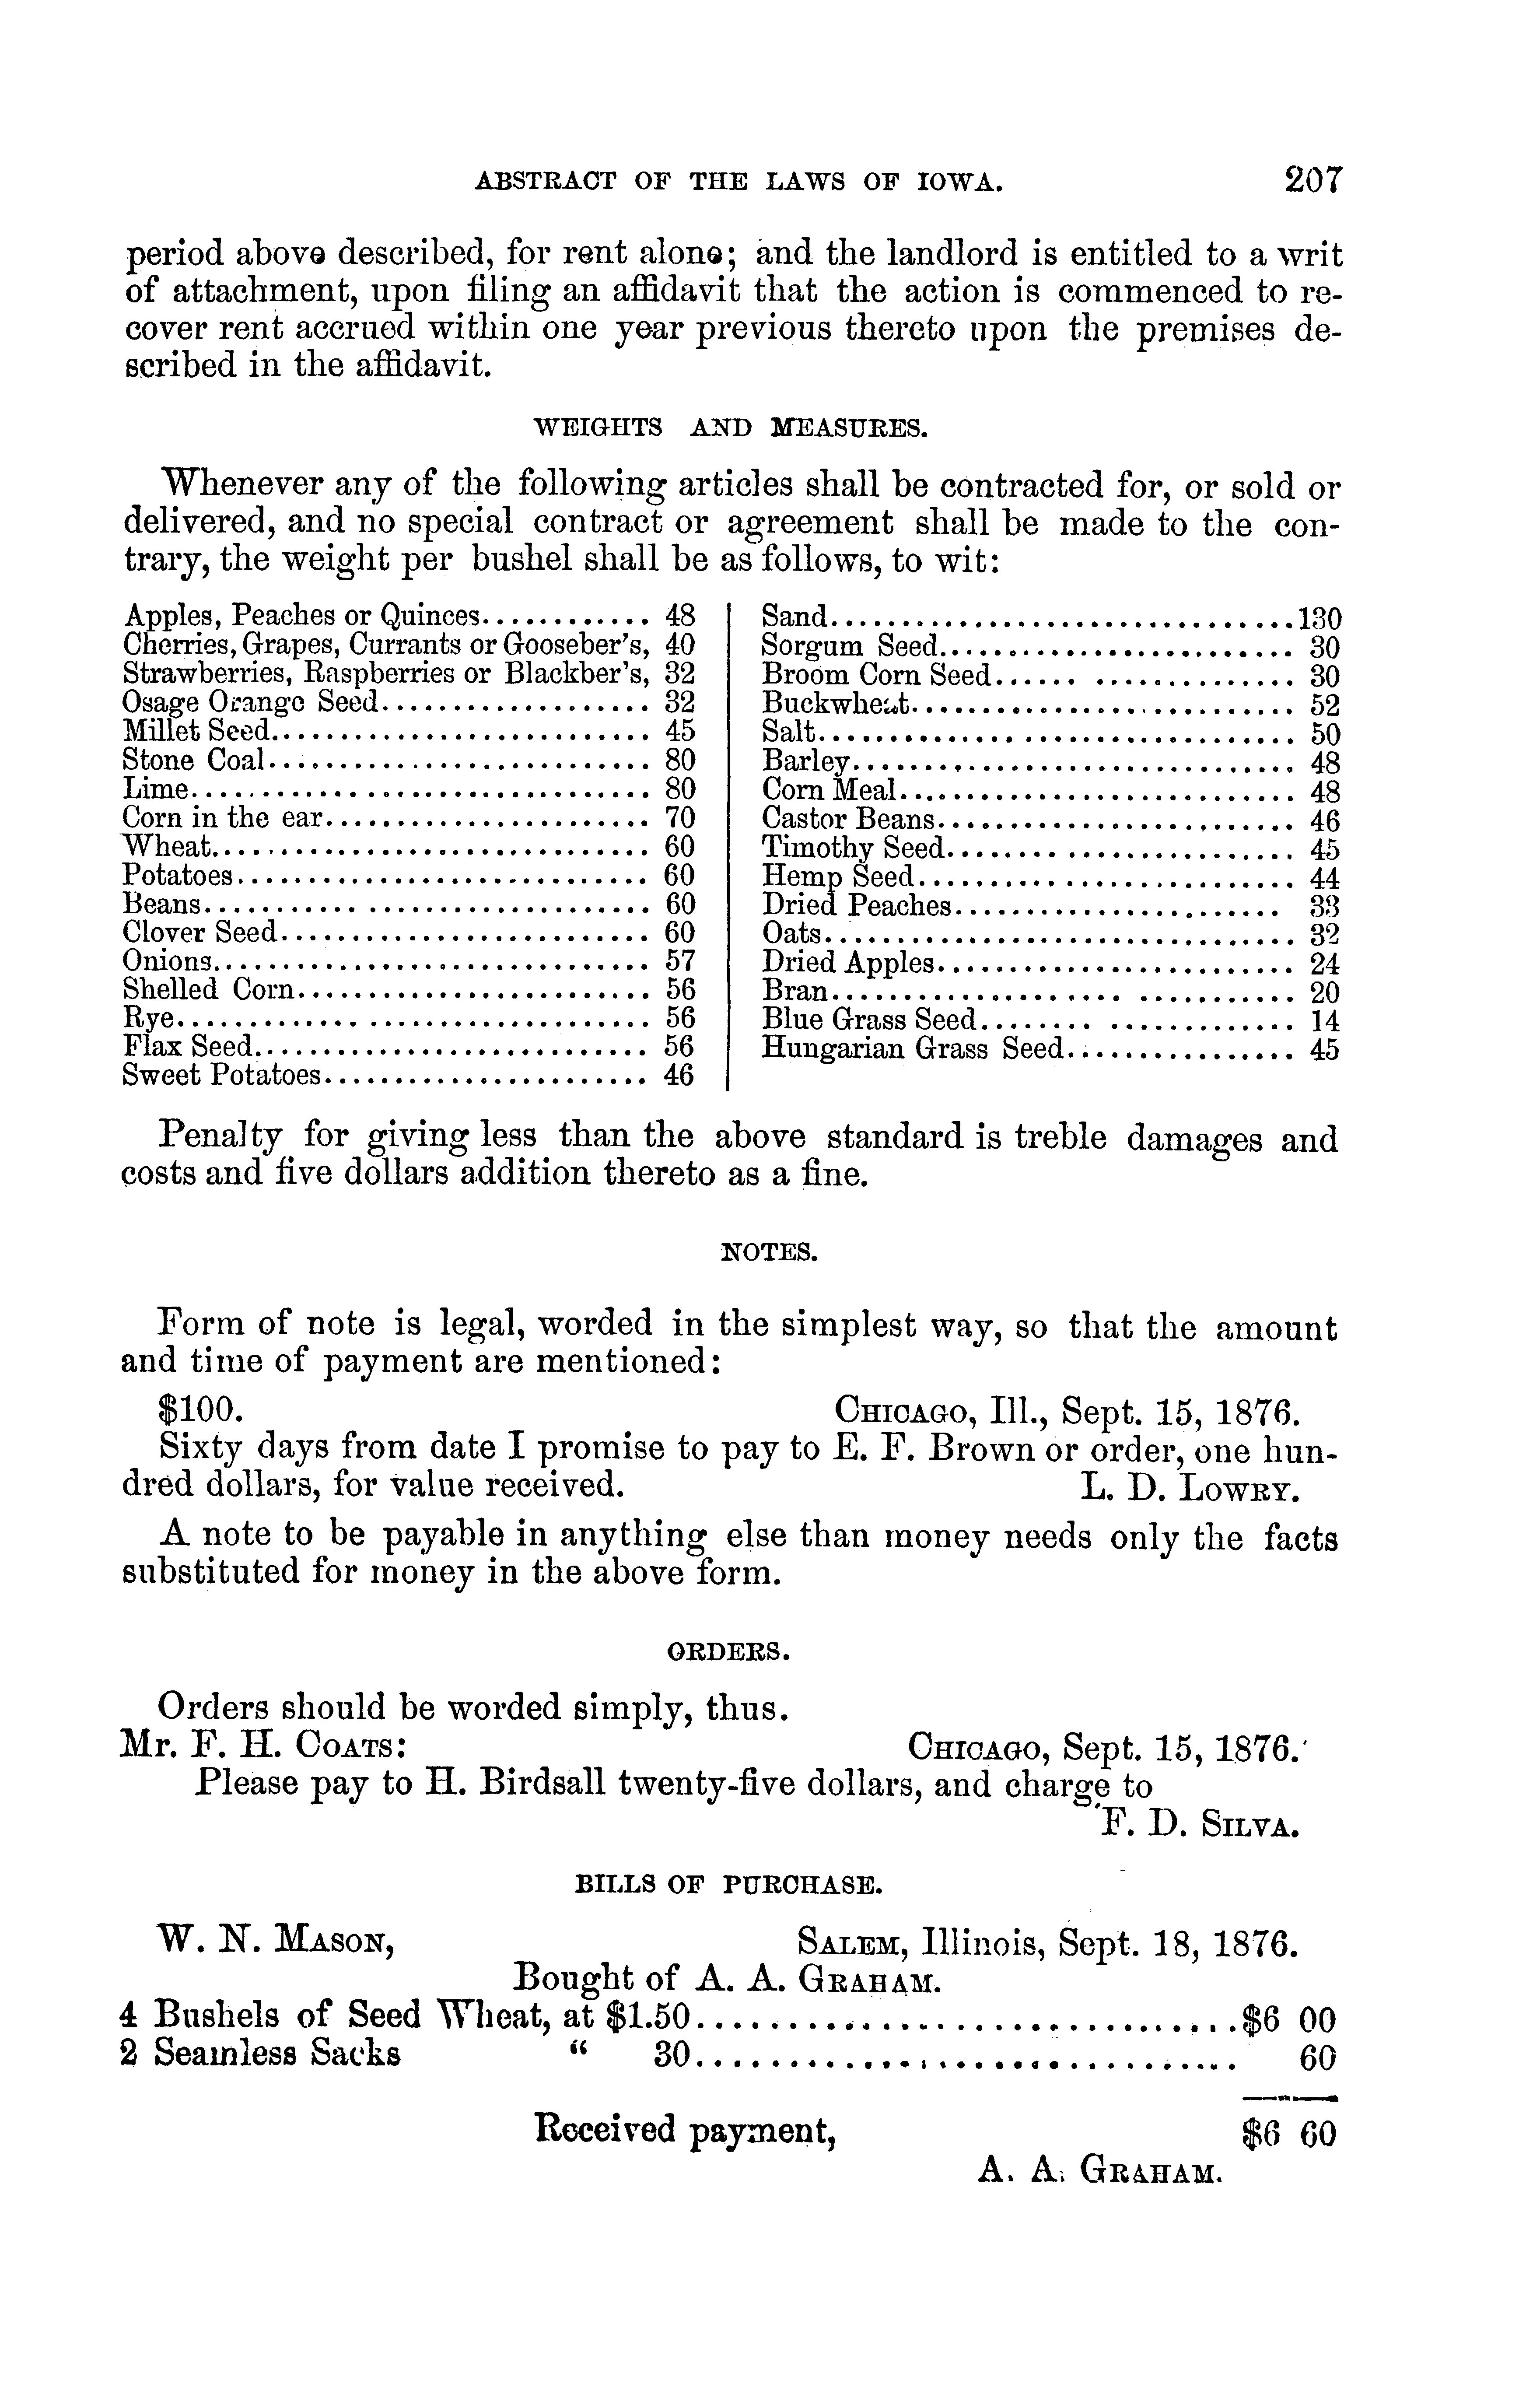 ABSTRACT OF THE LAWS OF IOWA. 207
period above described, for rent alone; and the landlord is entitled to a writ
of attachment, upon filing an affidavit that the action is commenced to re-
cover rent accrued within one year previous thereto upon the premises de-
scribed in the affidavit.
WEIGHTS AND MEASURES.
Whenever any of the following articles shall be contracted for, or sold or
delivered, and no special contract or agreement shall be made to the con-
trary, the weight per bushel shall be as follows, to wit:
Apples, Peaches or Quinces............ 48
Cherries, Grapes, Currants or Gooseber's, 40
Strawberries, Raspberries or Blackber's, 32
Osage Orange Seed................... 32
Millet Seed........................... 45
Stone Coal........................... 80
Lime................................ 80
Corn in the ear....................... 70
Wheat............................... 60
Potatoes............................. 60
Beans............................... 60
Clover Seed.......................... 60
Onions............................... 57
Shelled Corn......................... 56
Rye................................. 56
Flax Seed............................ 56
Sweet Potatoes....................... 46
Sand.................................130
Sorgum Seed......................... 30
Broom Corn Seed..................... 30
Buckwheat........................... 52
Salt.................................. 50
Barley............................... 48
Corn Meal............................ 48
Castor Beans......................... 46
Timothy Seed......................... 45
Hemp Seed........................... 44
Dried Peaches....................... 33
Oats................................. 32
Dried Apples......................... 24
Bran................................ 20
Blue Grass Seed...................... 14
Hungarian Grass Seed................ 45
Penalty for giving less than the above standard is treble damages and
costs and five dollars addition thereto as a fine.
NOTES.
Form of note is legal, worded in the simplest way, so that the amount
and time of payment are mentioned:
$100. CHICAGO, Ill., Sept. 15, 1876.
Sixty days from date I promise to pay to E. F. Brown or order, one hun-
dred dollars, for value received. L. D. LOWRY.
A note to be payable in anything else than money needs only the facts
substituted for money in the above form.
ORDERS.
Orders should be worded simply, thus.
Mr. F. H. COATS: CHICAGO, Sept. 15, 1876.
Please pay to H. Birdsall twenty-five dollars, and charge to
F. D. SILVA.
BILLS OF PURCHASE.
W. N. MASON, SALEM, Illinois, Sept. 18, 1876.
Bought of A. A. GRAHAM.
4 Bushels of Seed Wheat, at $1.50.................................$6 00
2 Seamless Sacks “ 30................................. 60
Received payment, $6 60
A. A. GRAHAM.